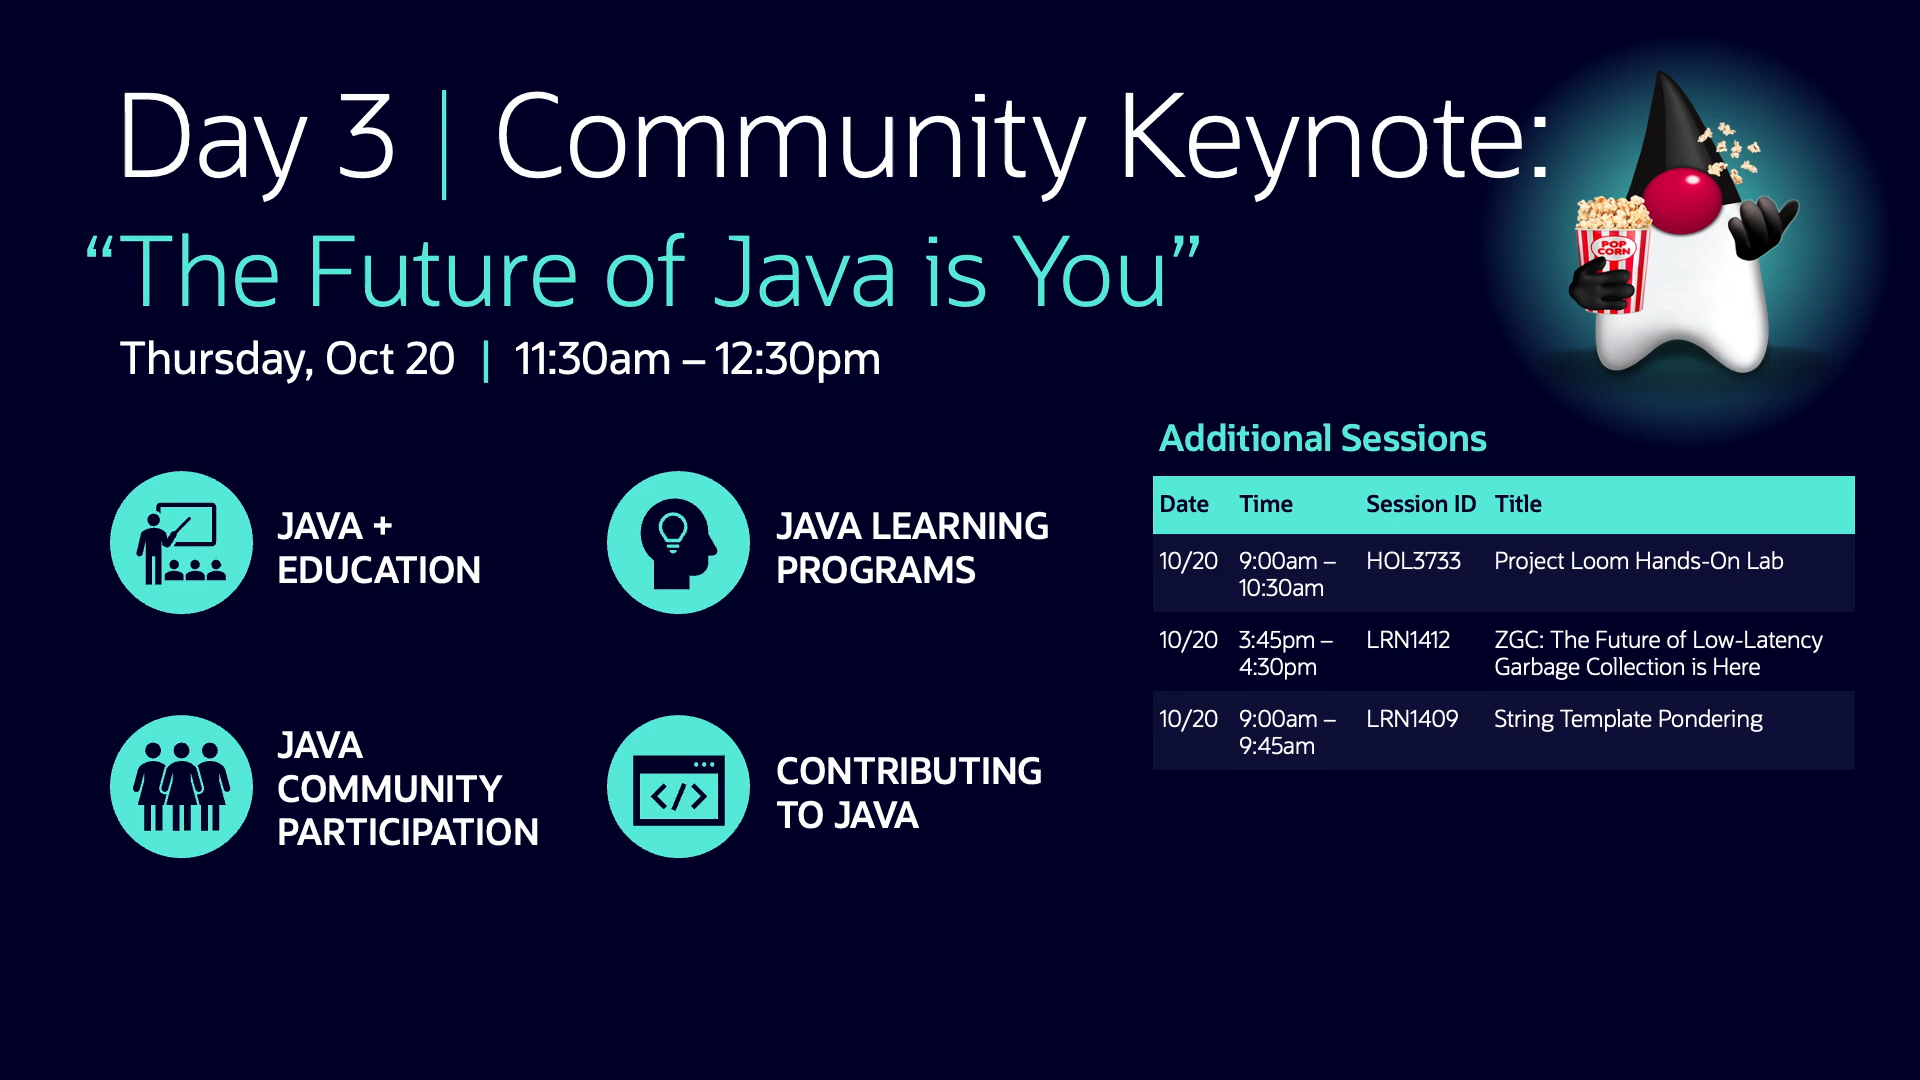 Day 3 | Community Keynote:
“The Future of Java is You”
Thursday, Oct 20 | 11:30am – 12:30pm
POP
CORN
JAVA +
EDUCATION
JAVA LEARNING
PROGRAMS
JAVA
COMMUNITY
PARTICIPATION
CONTRIBUTING
TO JAVA
</>
Additional Sessions
Date Time Session ID Title
10/20 9:00am – HOL3733 Project Loom Hands-On Lab
10:30am
10/20 3:45pm – LRN1412 ZGC: The Future of Low-Latency
4:30pm Garbage Collection is Here
10/20 9:00am – LRN1409 String Template Pondering
9:45am